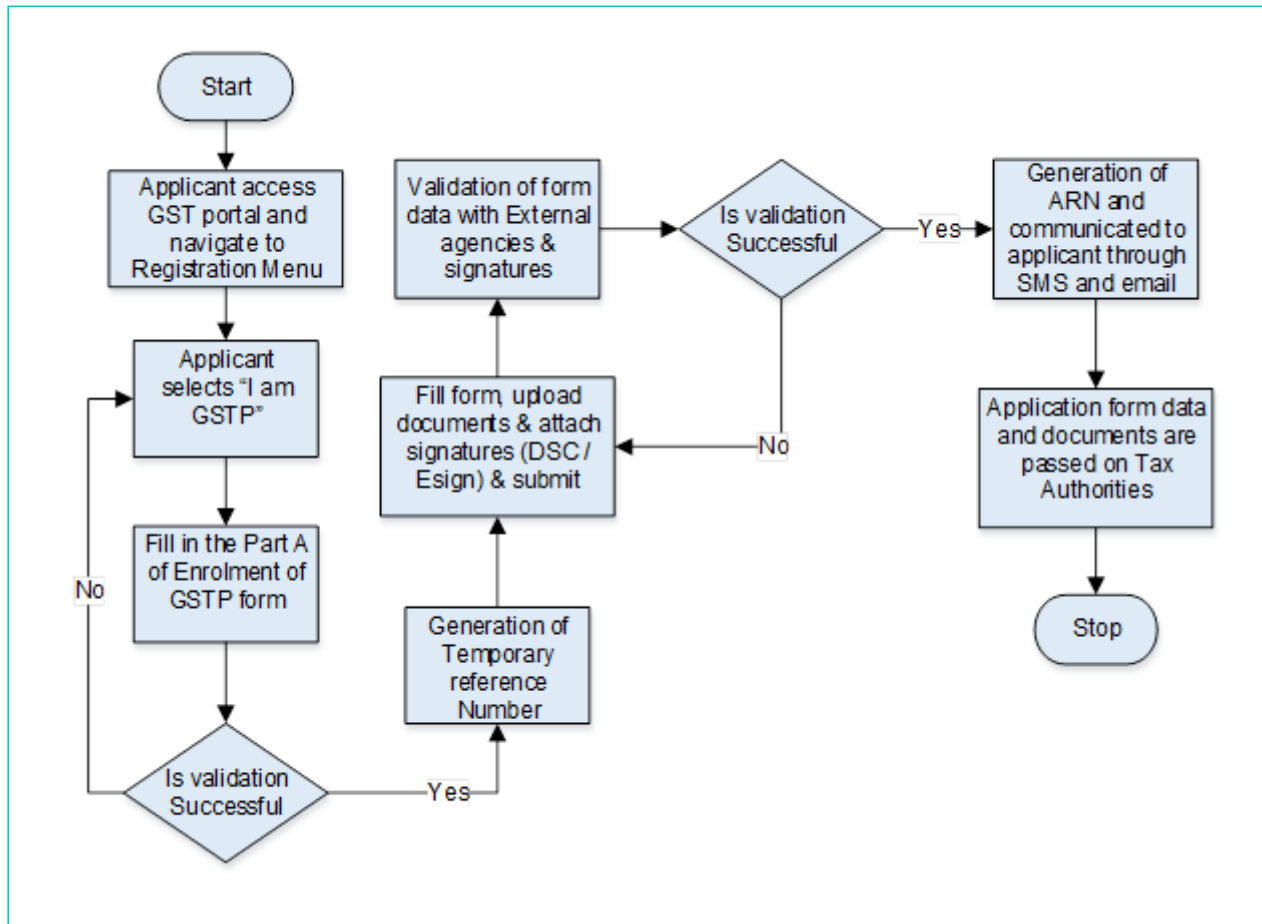 Start
Applicant access
GST portal and
navigate to
Registration Menu
Applicant
selects “I am
GSTP”
Fill in the Part A
of Enrolment of
GSTP form
Is validation
Successful
No
Yes
Generation of
Temporary
reference
Number
Fill form, upload
documents & attach
signatures (DSC /
Esign) & submit
Validation of form
data with External
agencies &
signatures
Is validation
Successful
No
Yes
Generation of
ARN and
communicated to
applicant through
SMS and email
Application form data
and documents are
passed on Tax
Authorities
Stop